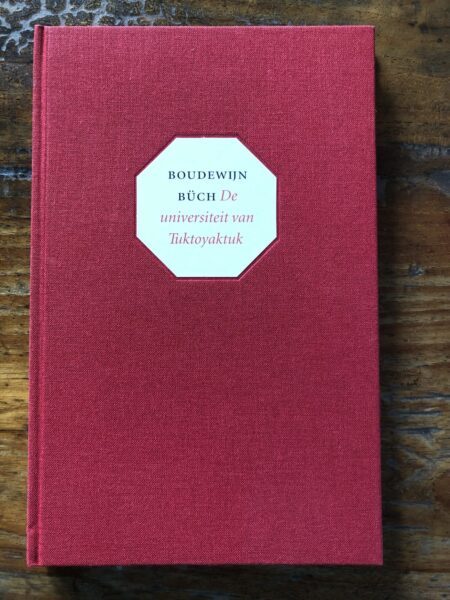 BOUDEWIJN
BÜCH De
universiteit van
Tuktoyaktuk